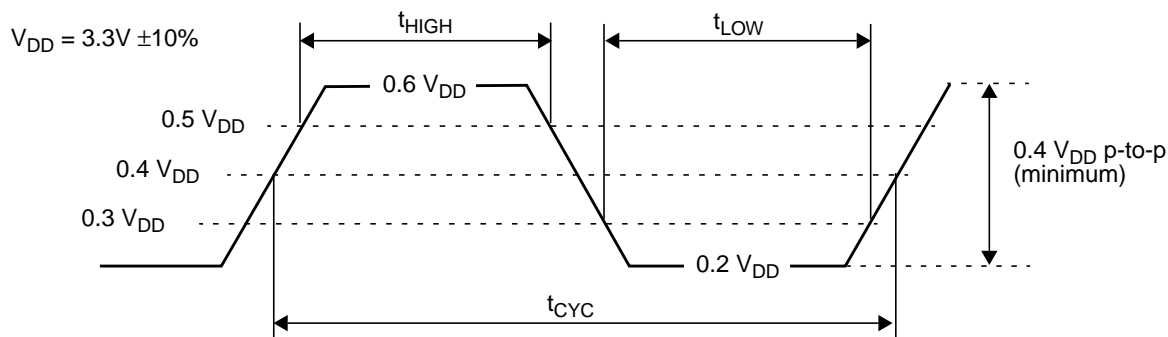 V_DD = 3.3V ±10%
t_HIGH
t_LOW
0.6 V_DD
0.5 V_DD
0.4 V_DD
0.3 V_DD
0.2 V_DD
0.4 V_DD p-to-p
(minimum)
t_CYC